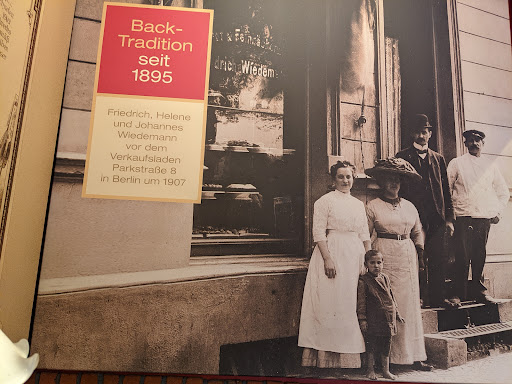 Back-
Tradition
seit
1895
Friedrich, Helene
und Johannes
Wiedemann
vor dem
Verkaufsladen
Parkstraße 8
in Berlin um 1907